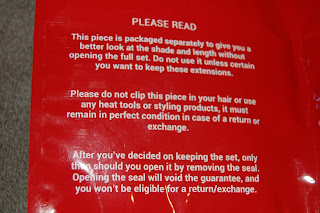 PLEASE READ
This piece is packaged separately to give you a
better look at the shade and length without
opening the full set. Do not use it unless certain
you want to keep these extensions.
Please do not clip this piece in your hair or use
any heat tools or styling products, it must
remain in perfect condition in case of a return or
exchange.
After you've decided on keeping the set, only
then should you open it by removing the seal.
Opening the seal will void the guarantee, and
you won't be eligible for a return/exchange.